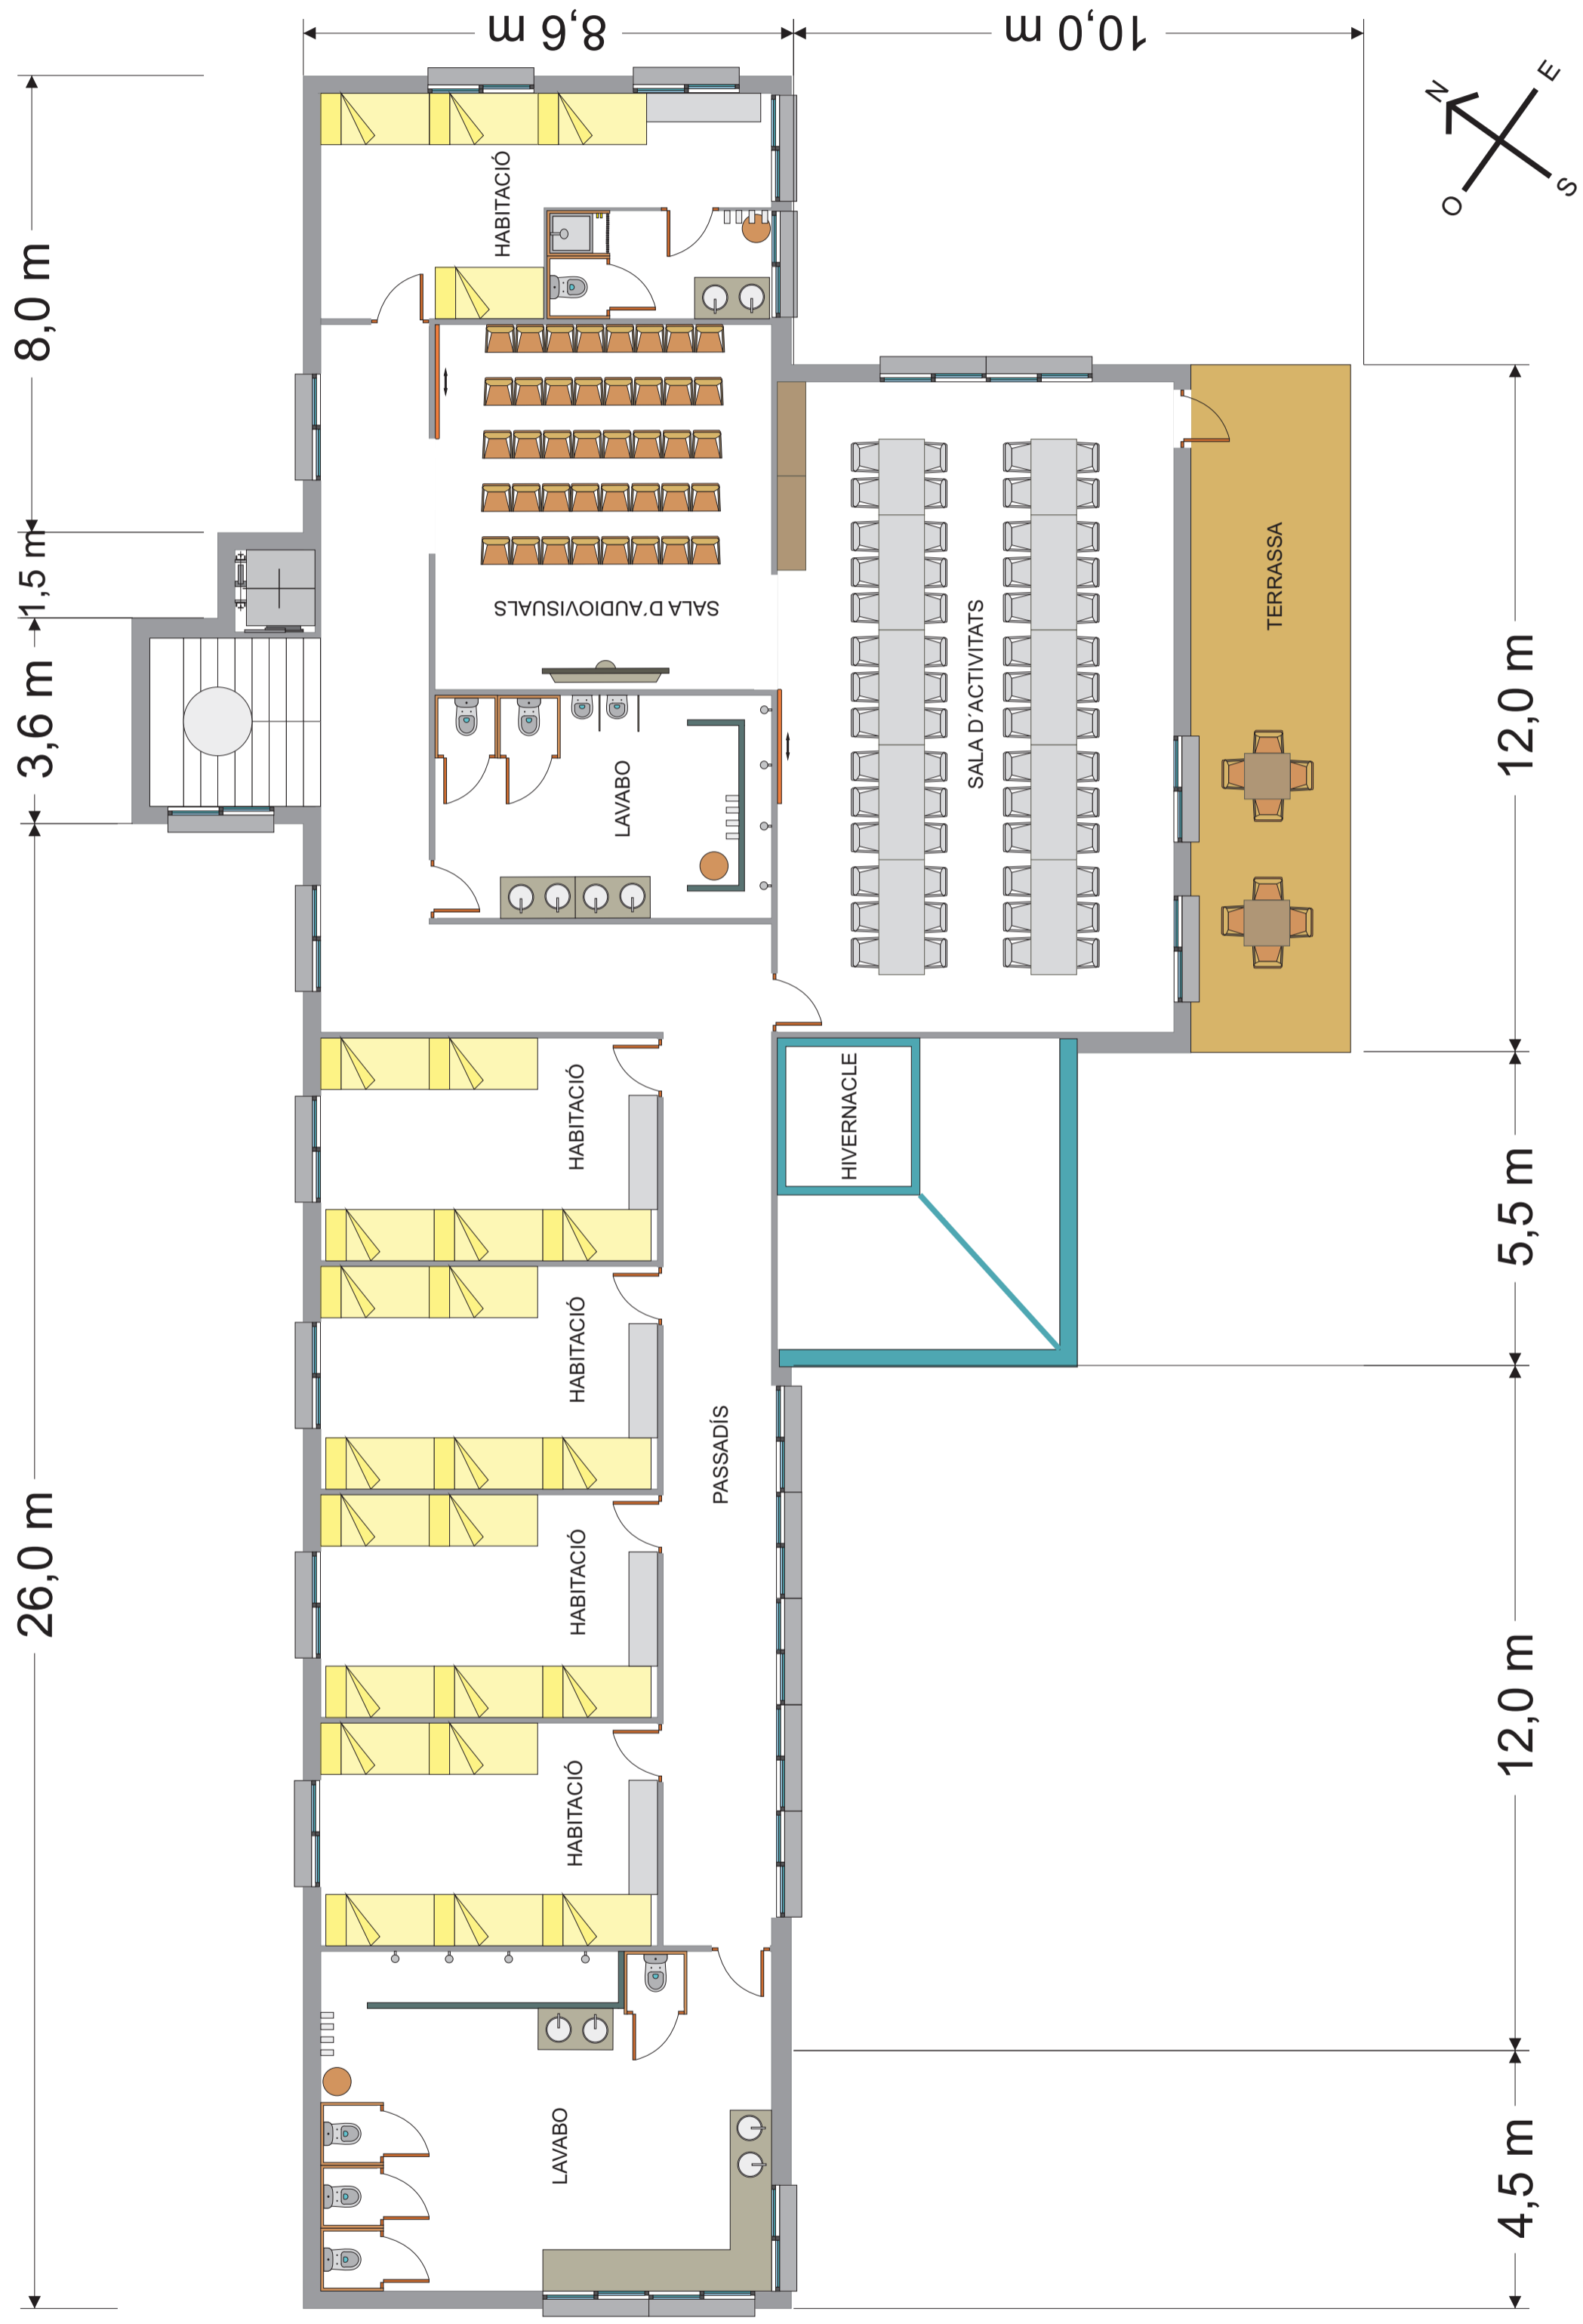 8,6 m
10,0 m
8,0 m
1,5 m
3,6 m
26,0 m
N
E
S
O
HABITACIÓ
SALA D´AUDIOVISUALS
LAVABO
SALA D´ACTIVITATS
TERRASSA
12,0 m
HIVERNACLE
5,5 m
HABITACIÓ
HABITACIÓ
HABITACIÓ
HABITACIÓ
PASSADÍS
12,0 m
LAVABO
4,5 m